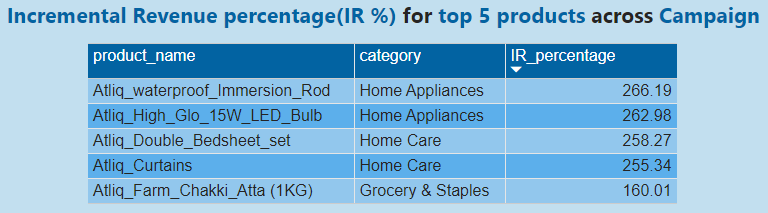 Incremental Revenue percentage(IR %) for top 5 products across Campaign
product_name category IR_percentage
Atliq_waterproof_Immersion_Rod Home Appliances 266.19
Atliq_High_Glo_15W_LED_Bulb Home Appliances 262.98
Atliq_Double_Bedsheet_set Home Care 258.27
Atliq_Curtains Home Care 255.34
Atliq_Farm_Chakki_Atta (1KG) Grocery & Staples 160.01